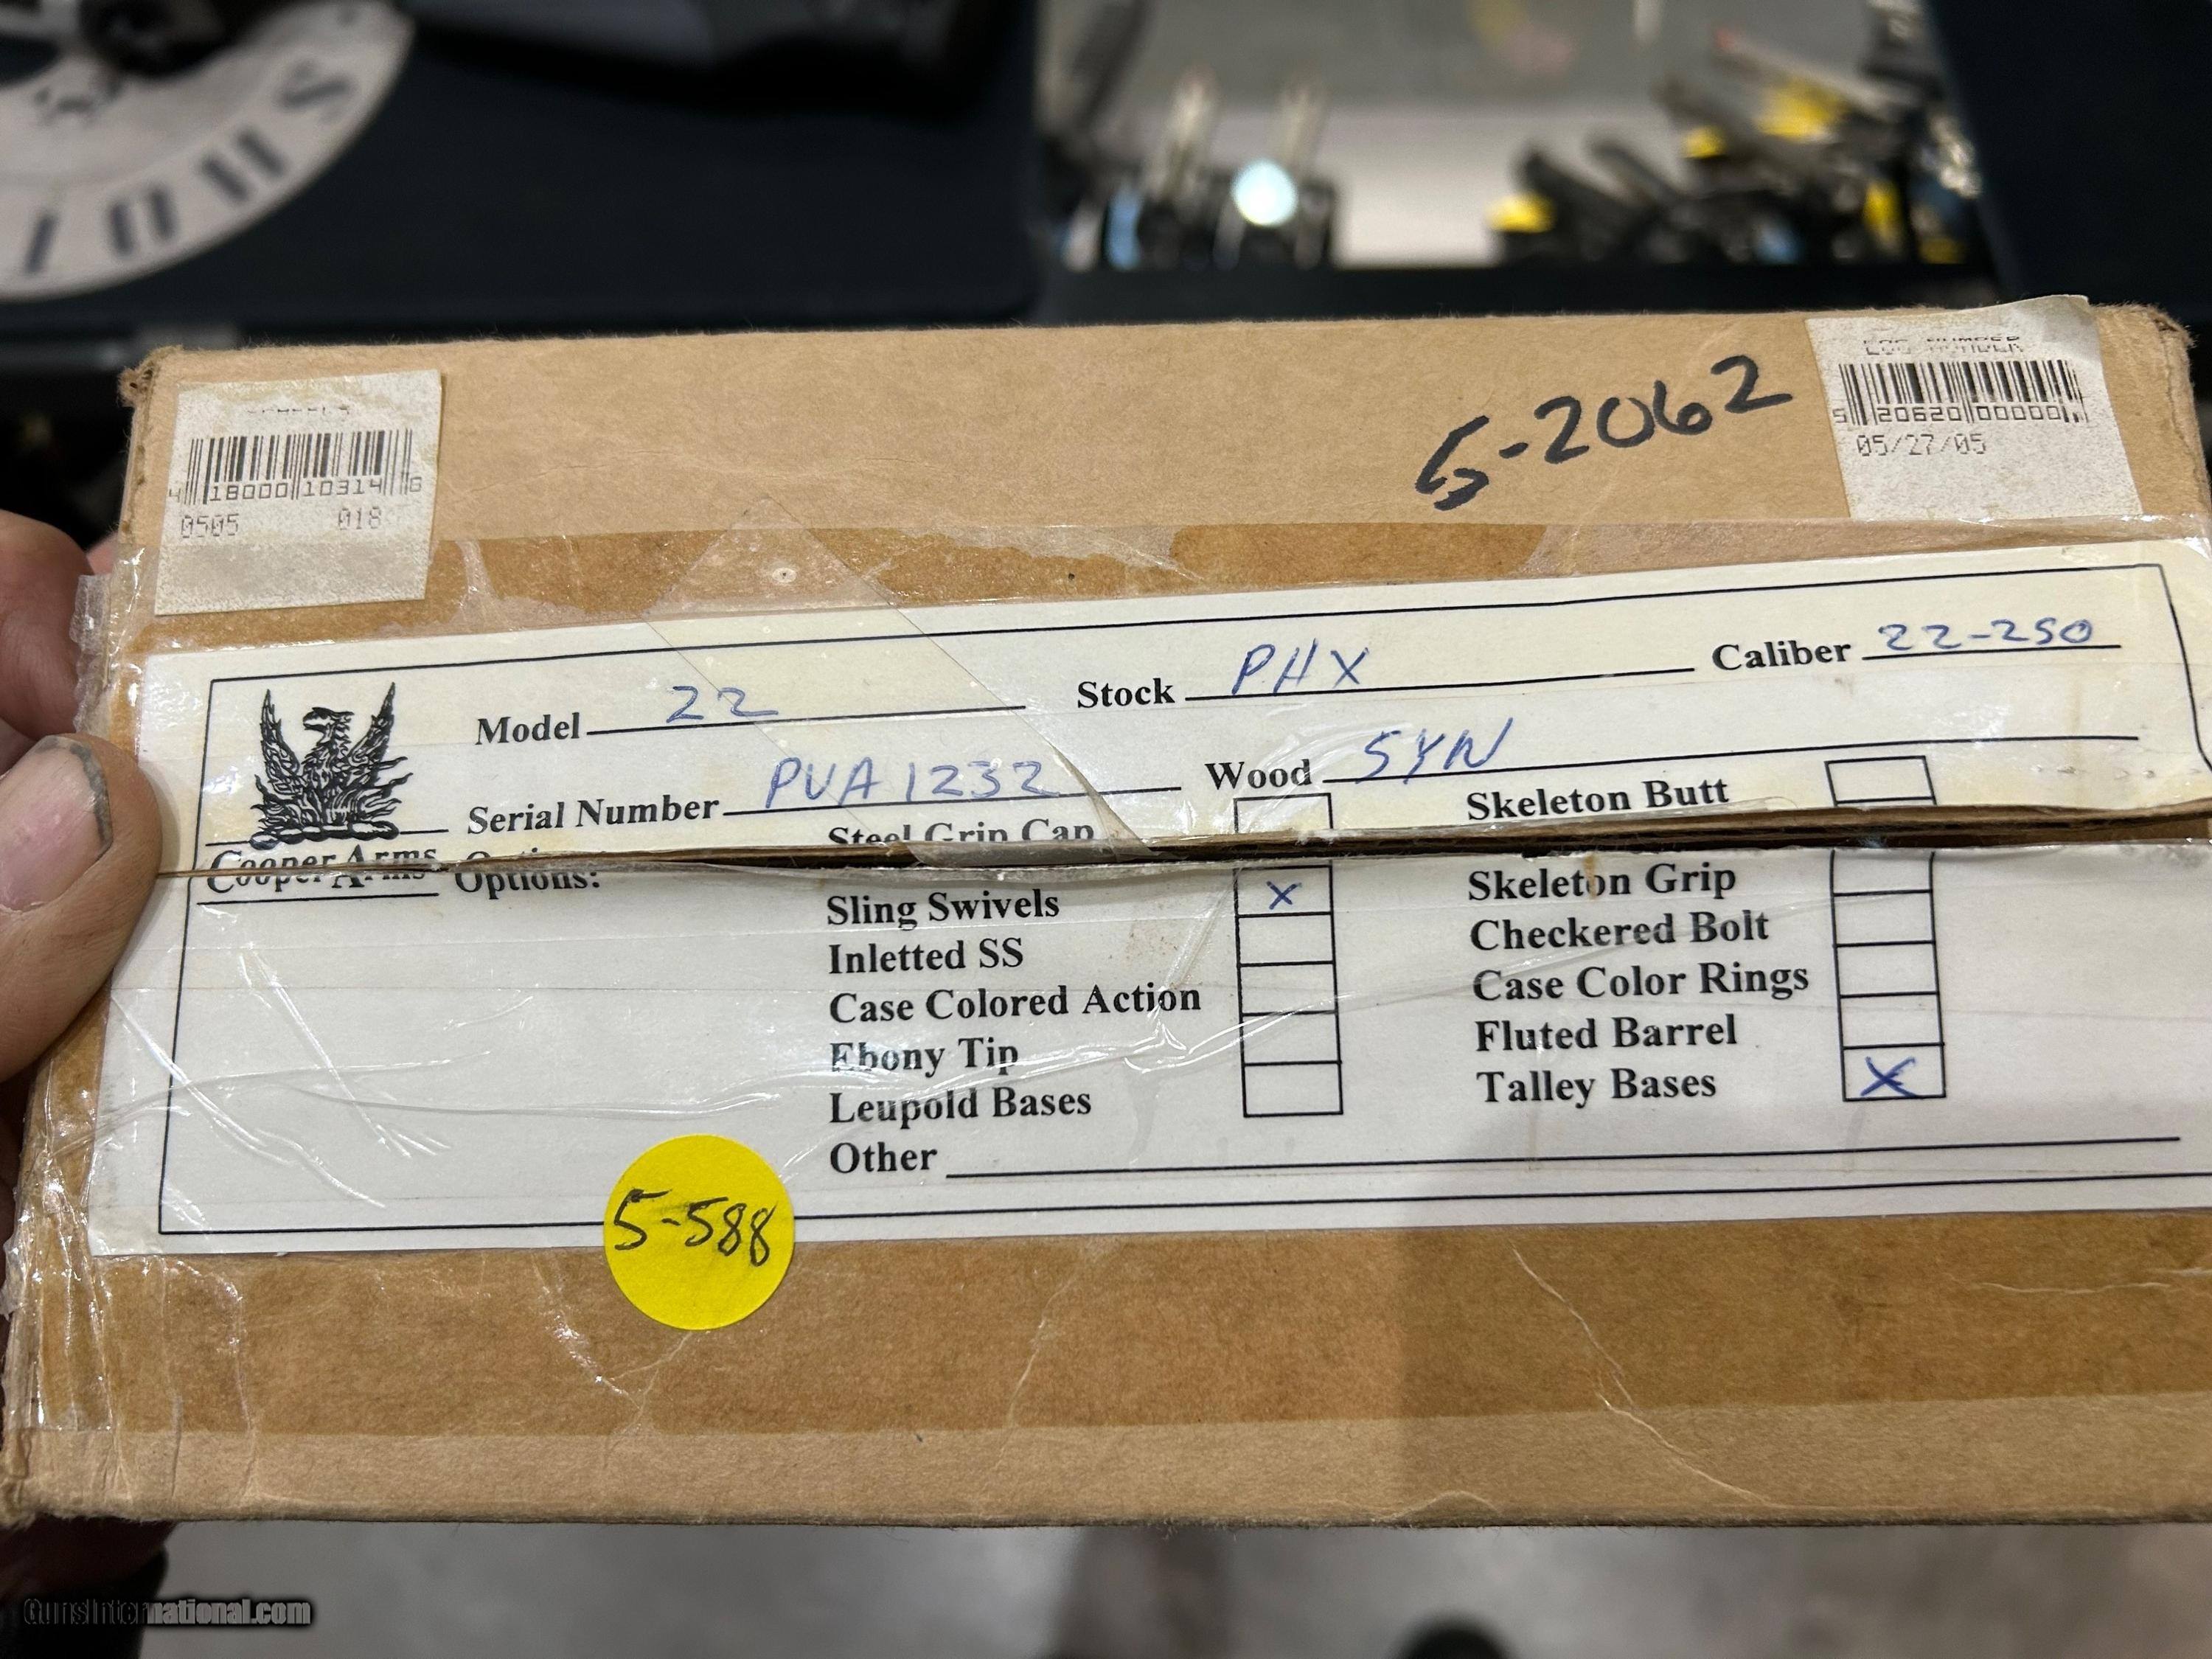 LOG NUMBER
5 20620 00000
05/27/05
5-2062
4 18000 10314 6
0505 018
Model 22 Stock PHX Caliber 22-250
Serial Number PVA1232 Wood SYN
Cooper Arms Options:
Steel Grip Cap Skeleton Butt
Sling Swivels X Skeleton Grip
Inletted SS Checkered Bolt
Case Colored Action Case Color Rings
Ebony Tip Fluted Barrel
Leupold Bases Talley Bases X
Other
5-588
GunsInternational.com